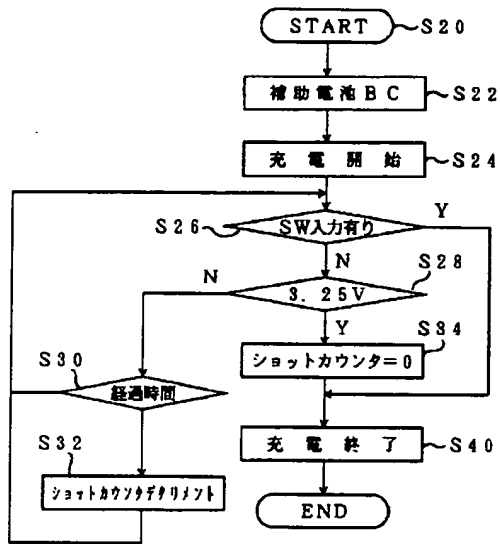 START
S20
補助電池BC
S22
充電開始
S24
SW入力有り
S26
Y
N
3.25V
S28
N
Y
ショットカウンタ=0
S34
経過時間
S30
ショットカウンタデクリメント
S32
充電終了
S40
END